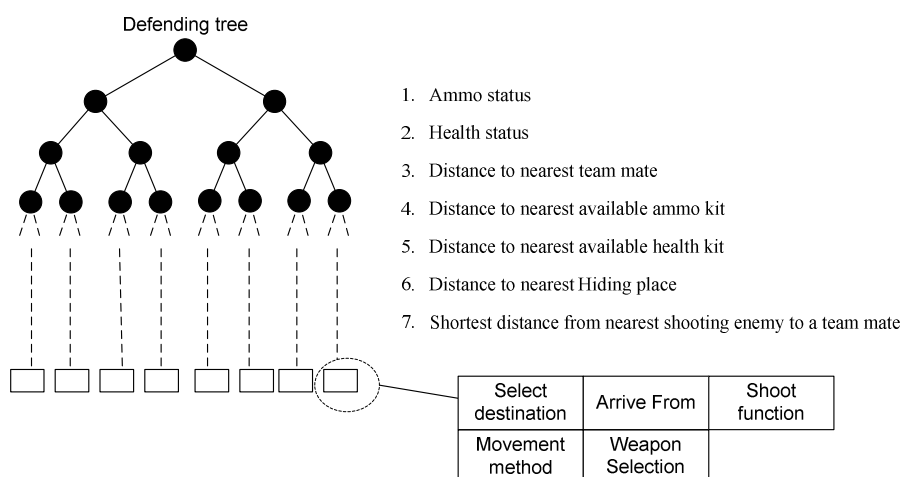 Defending tree
1. Ammo status
2. Health status
3. Distance to nearest team mate
4. Distance to nearest available ammo kit
5. Distance to nearest available health kit
6. Distance to nearest Hiding place
7. Shortest distance from nearest shooting enemy to a team mate
Select
destination
Arrive From
Shoot
function
Movement
method
Weapon
Selection